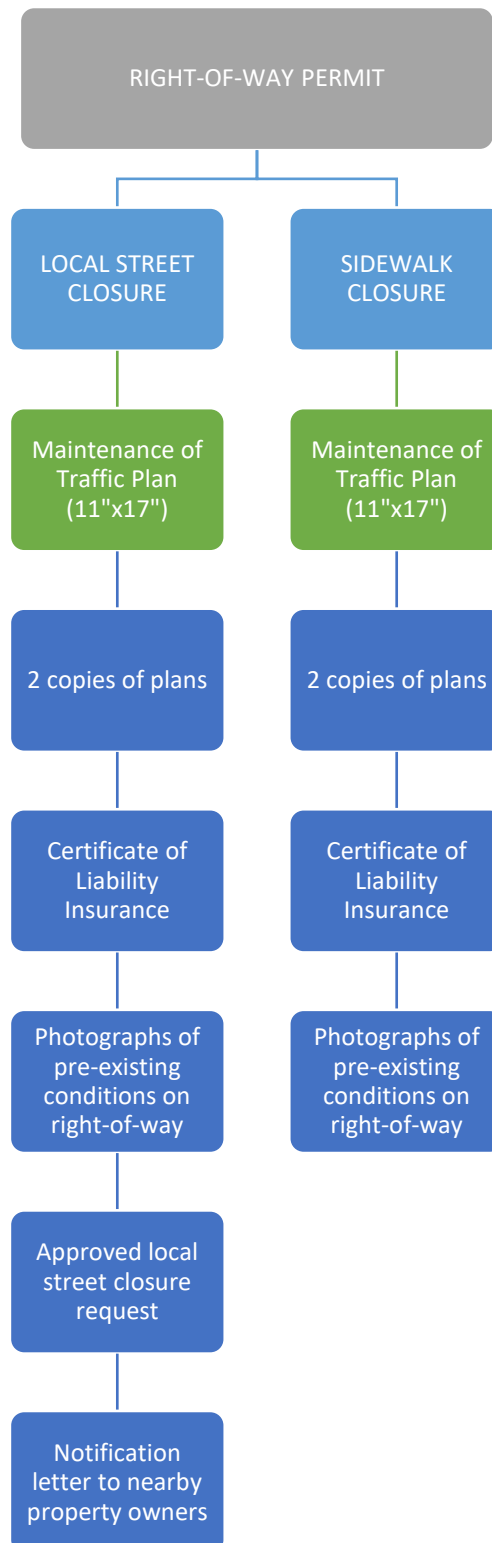 RIGHT-OF-WAY PERMIT
LOCAL STREET
CLOSURE
Maintenance of
Traffic Plan
(11"x17")
2 copies of plans
Certificate of
Liability
Insurance
Photographs of
pre-existing
conditions on
right-of-way
Approved local
street closure
request
Notification
letter to nearby
property owners
SIDEWALK
CLOSURE
Maintenance of
Traffic Plan
(11"x17")
2 copies of plans
Certificate of
Liability
Insurance
Photographs of
pre-existing
conditions on
right-of-way